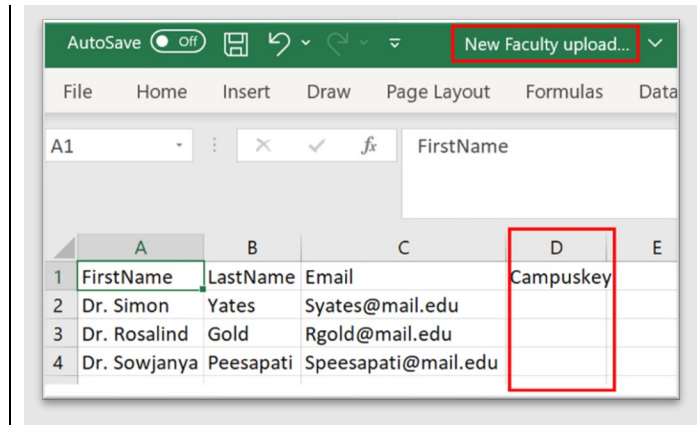 AutoSave Off New Faculty upload...
File Home Insert Draw Page Layout Formulas Data
A1 fx FirstName
A B C D E
1 FirstName LastName Email Campuskey
2 Dr. Simon Yates Syates@mail.edu
3 Dr. Rosalind Gold Rgold@mail.edu
4 Dr. Sowjanya Peesapati Speesapati@mail.edu